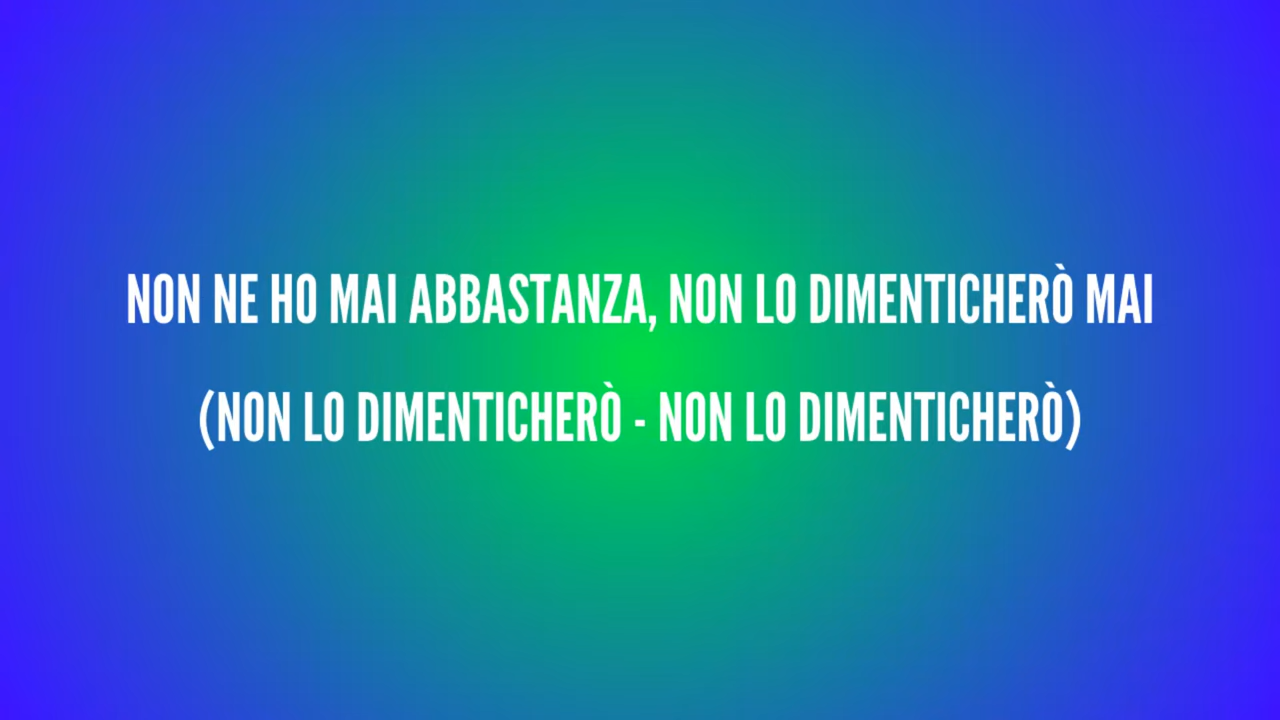 NON NE HO MAI ABBASTANZA, NON LO DIMENTICHERÒ MAI
(NON LO DIMENTICHERÒ - NON LO DIMENTICHERÒ)